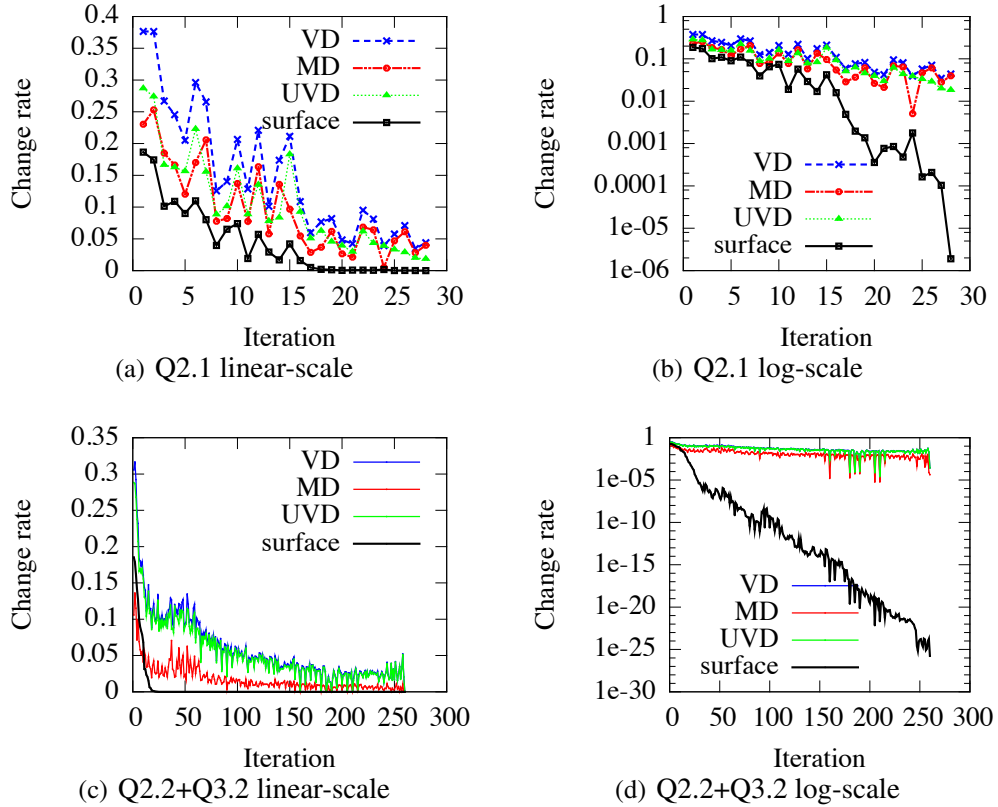 0.4
0.35
0.3
0.25
0.2
0.15
0.1
0.05
0
Change rate
VD
MD
UVD
surface
0 5 10 15 20 25 30
Iteration
(a) Q2.1 linear-scale
1
0.1
0.01
0.001
0.0001
1e-05
1e-06
Change rate
VD
MD
UVD
surface
0 5 10 15 20 25 30
Iteration
(b) Q2.1 log-scale
0.35
0.3
0.25
0.2
0.15
0.1
0.05
0
Change rate
VD
MD
UVD
surface
0 50 100 150 200 250 300
Iteration
(c) Q2.2+Q3.2 linear-scale
1
1e-05
1e-10
1e-15
1e-20
1e-25
1e-30
Change rate
VD
MD
UVD
surface
0 50 100 150 200 250 300
Iteration
(d) Q2.2+Q3.2 log-scale